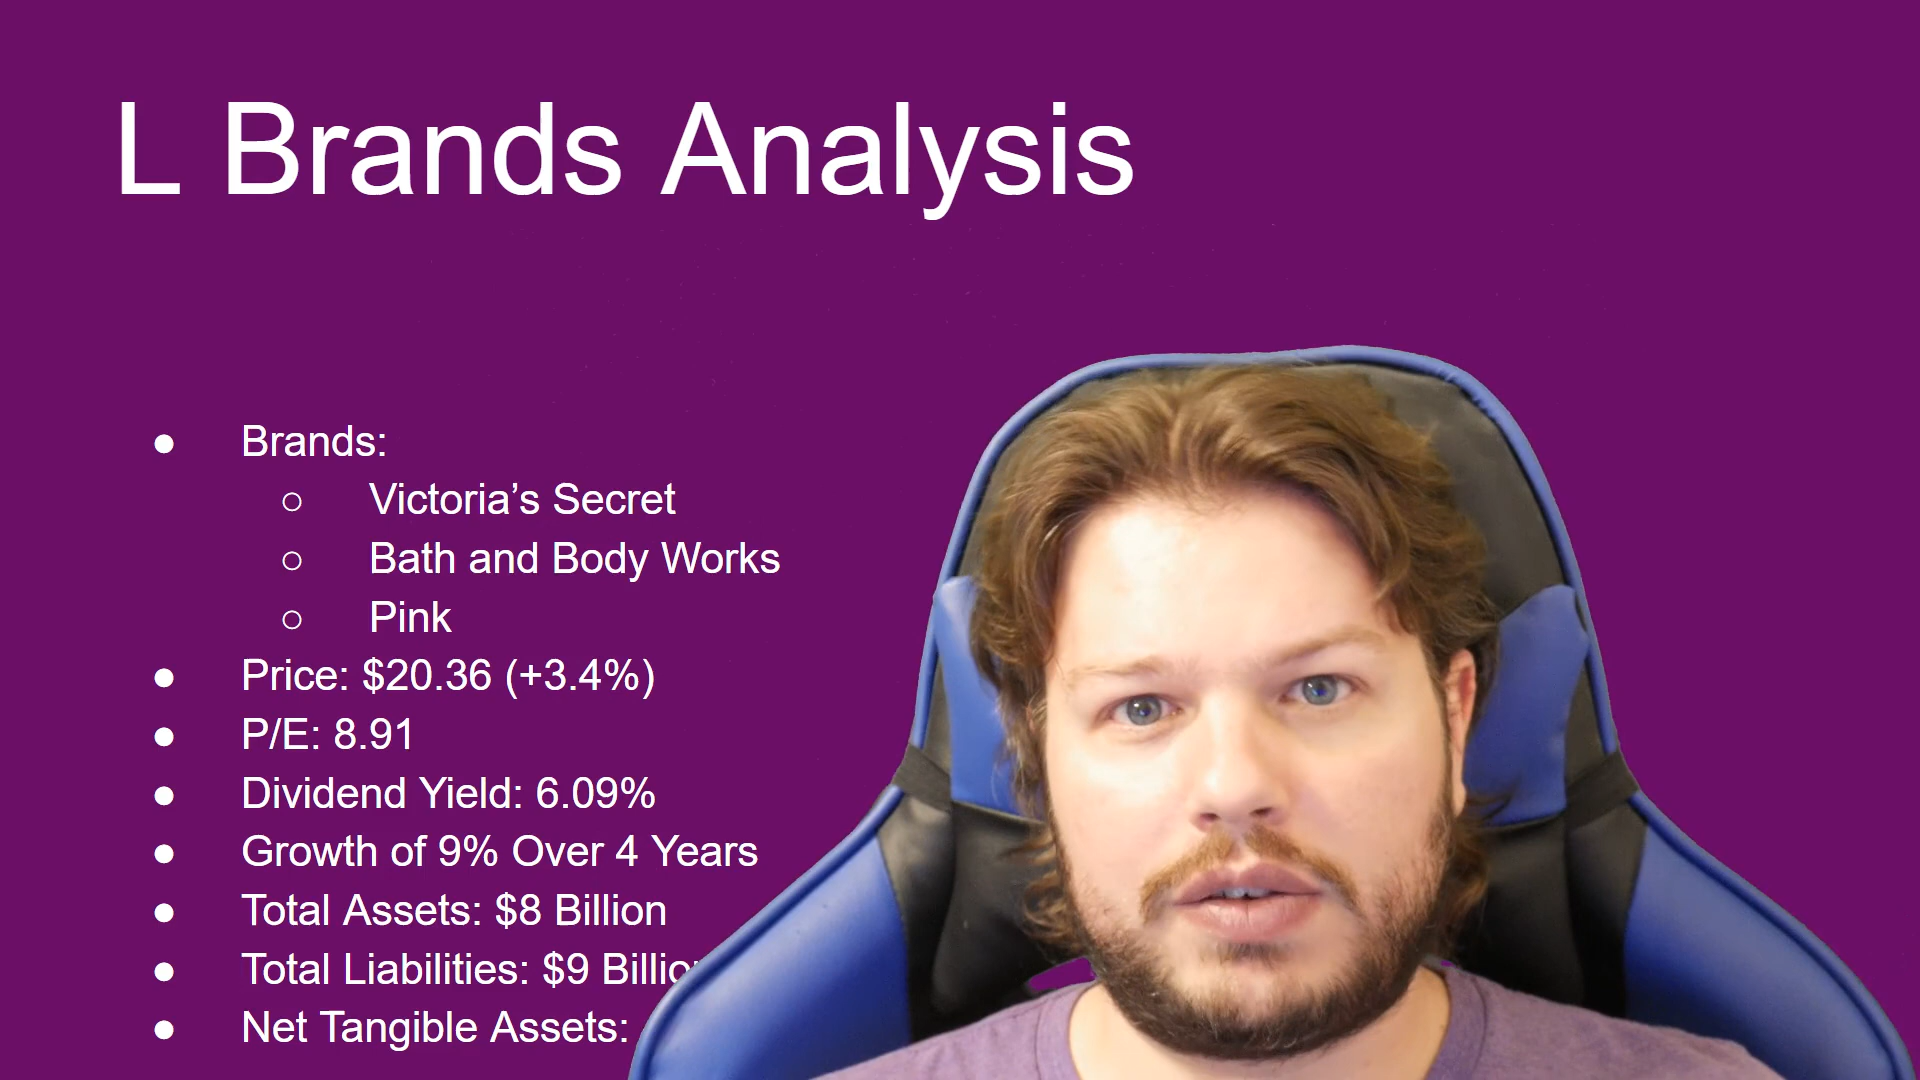 L Brands Analysis
● Brands:
○ Victoria’s Secret
○ Bath and Body Works
○ Pink
● Price: $20.36 (+3.4%)
● P/E: 8.91
● Dividend Yield: 6.09%
● Growth of 9% Over 4 Years
● Total Assets: $8 Billion
● Total Liabilities: $9
● Net Tangible Assets: